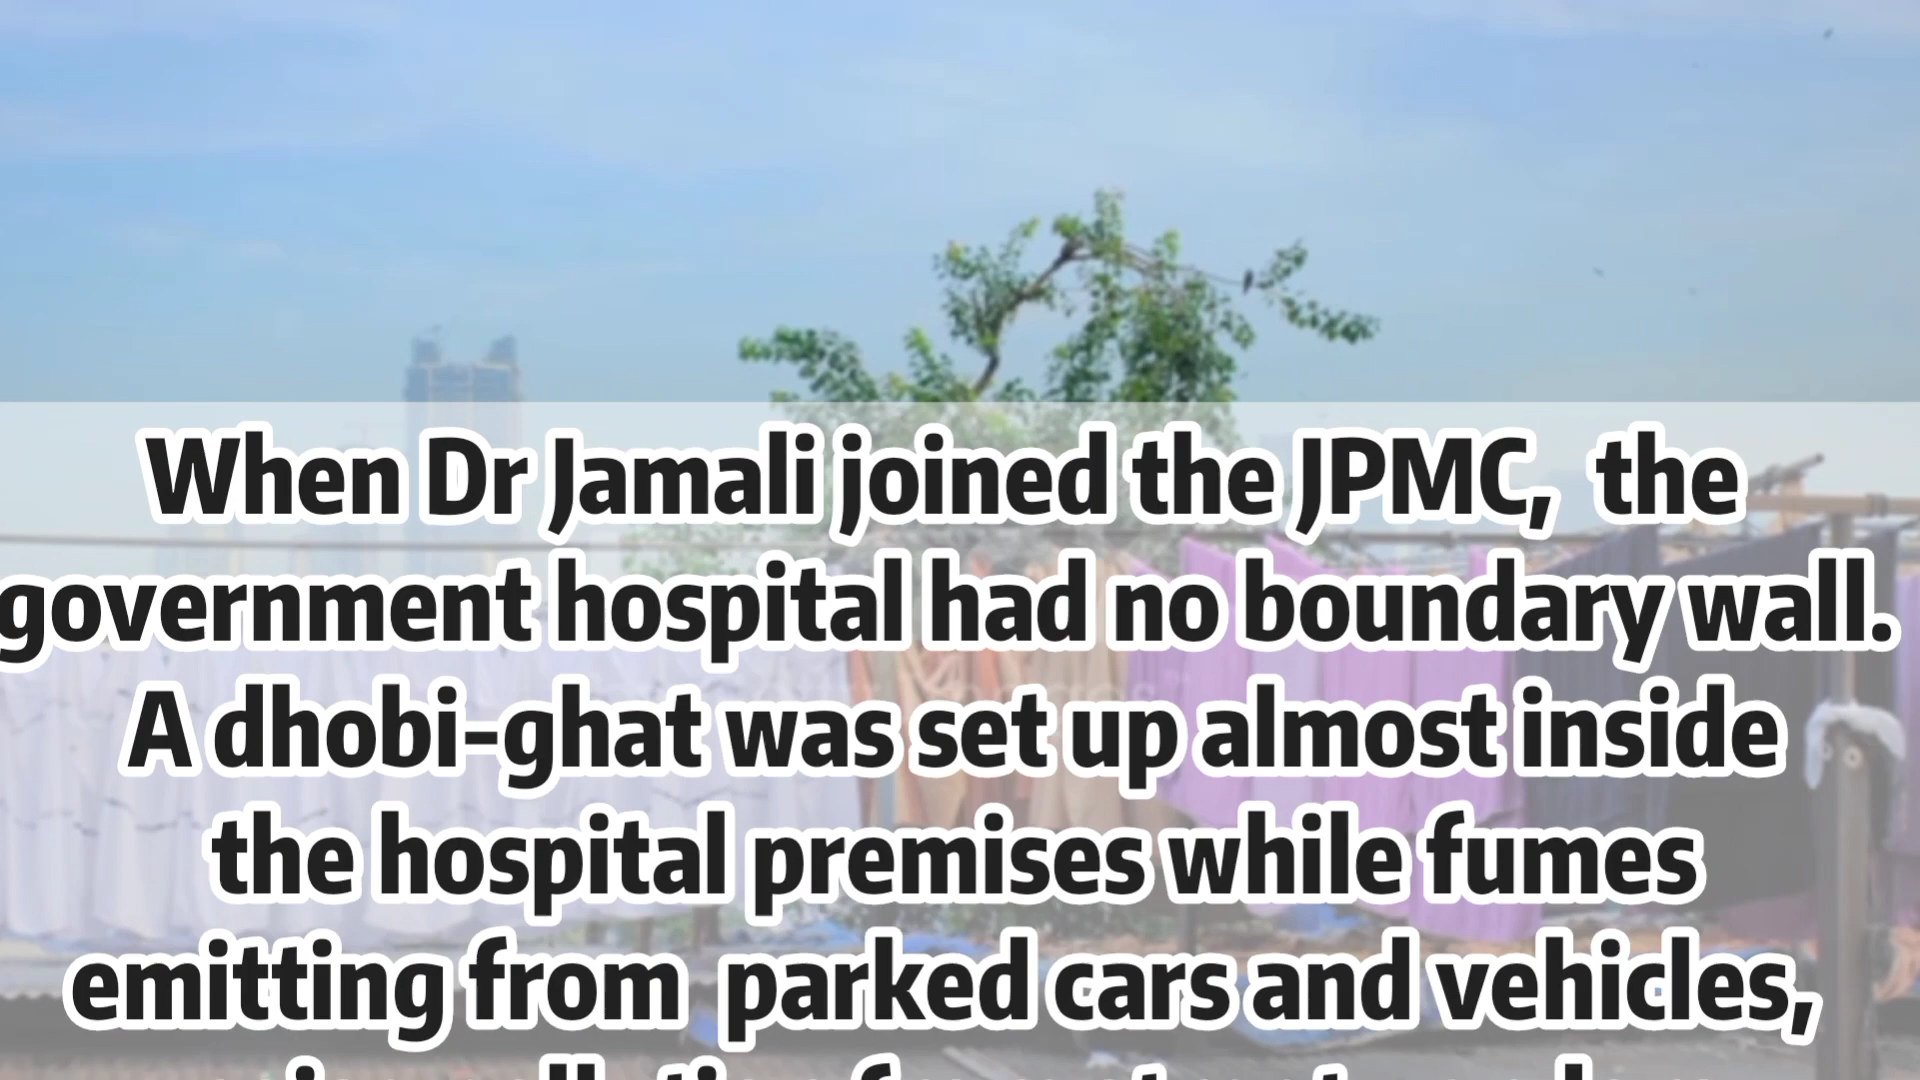 When Dr Jamali joined the JPMC,  the
government hospital had no boundary wall.
A dhobi-ghat was set up almost inside
the hospital premises while fumes
emitting from  parked cars and vehicles,